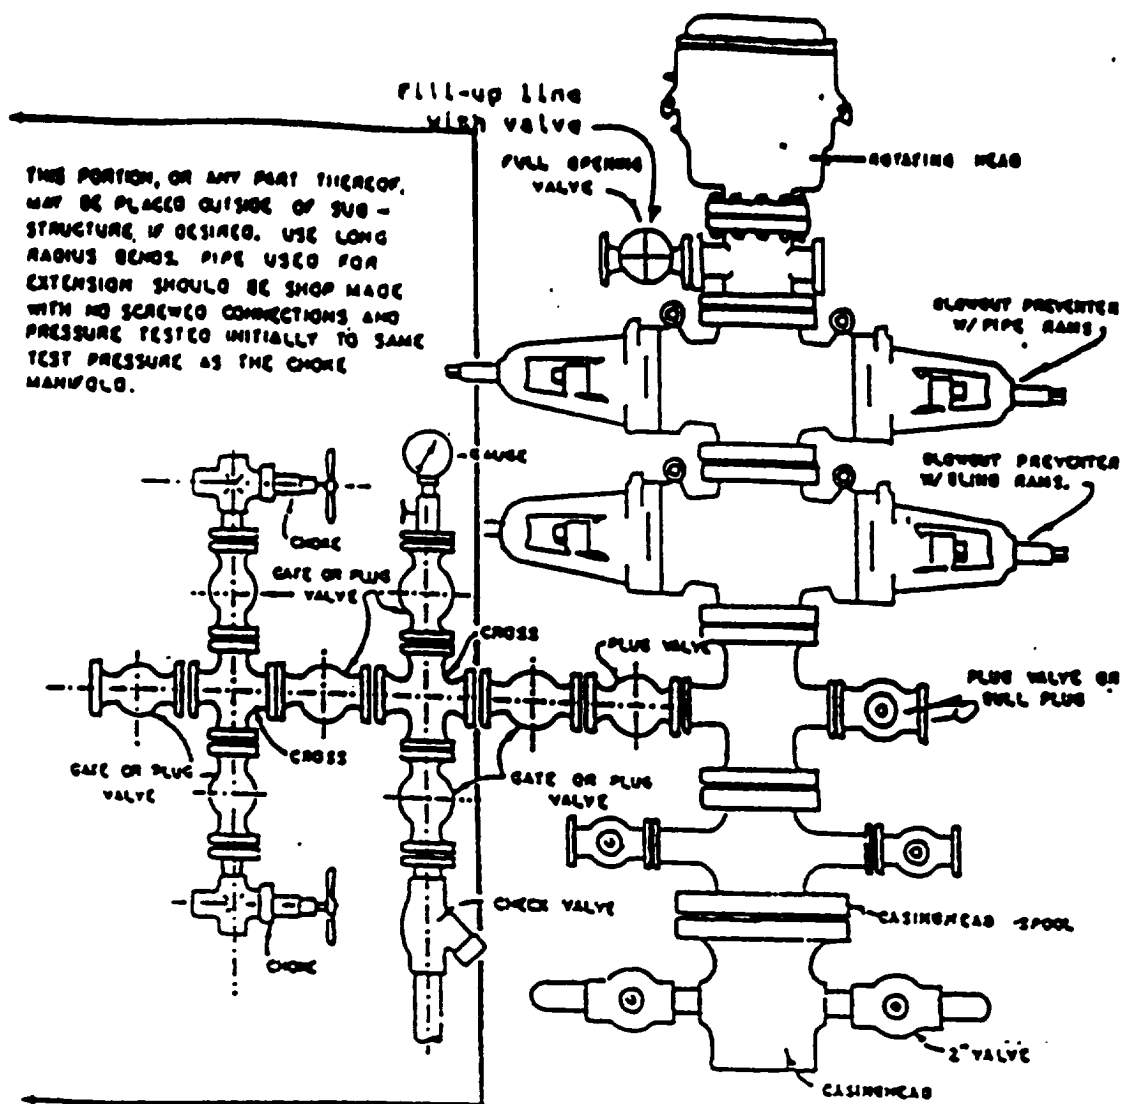 Fill-up line
with valve
FULL OPENING
VALVE
ROTATING HEAD
THIS PORTION, OR ANY PART THEREOF,
MAY BE PLACED OUTSIDE OF SUB-
STRUCTURE, IF DESIRED. USE LONG
RADIUS BENDS. PIPE USED FOR
EXTENSION SHOULD BE SHOP MADE
WITH NO SCREWED CONNECTIONS AND
PRESSURE TESTED INITIALLY TO SAME
TEST PRESSURE AS THE CHOKE
MANIFOLD.
BLOWOUT PREVENTER
W/ PIPE RAMS
GAUGE
BLOWOUT PREVENTER
W/ BLIND RAMS.
CHOKE
GATE OR PLUG
VALVE
CROSS
PLUG VALVE
PLUG VALVE OR
BULL PLUG
CROSS
GATE OR PLUG
VALVE
GATE OR PLUG
VALVE
CHECK VALVE
CASINGHEAD SPOOL
CHOKE
2" VALVE
CASINGHEAD